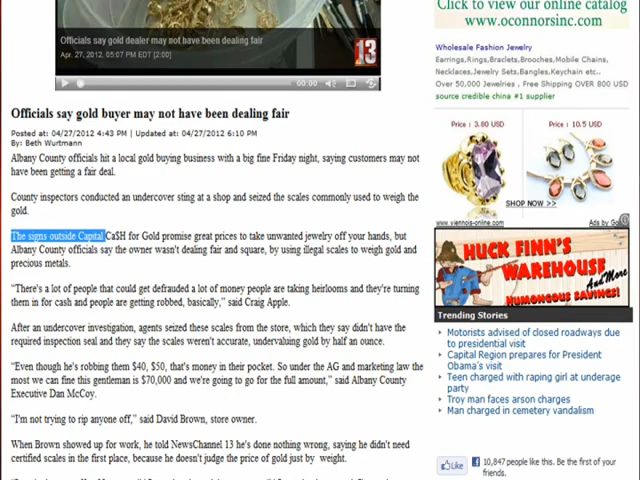 Click to view our online catalog
www.oconnorsinc.com
Officials say gold dealer may not have been dealing fair
Apr. 27, 2012, 05:07 PM EDT [2:00]
13
00:00
Officials say gold buyer may not have been dealing fair
Posted at: 04/27/2012 4:43 PM | Updated at: 04/27/2012 6:10 PM
By: Beth Wurtmann
Albany County officials hit a local gold buying business with a big fine Friday night, saying customers may not
have been getting a fair deal.
County inspectors conducted an undercover sting at a shop and seized the scales commonly used to weigh the
gold.
The signs outside Capital Ca$H for Gold promise great prices to take unwanted jewelry off your hands, but
Albany County officials say the owner wasn't dealing fair and square, by using illegal scales to weigh gold and
precious metals.
"There's a lot of people that could get defrauded a lot of money people are taking heirlooms and they're turning
them in for cash and people are getting robbed, basically," said Craig Apple.
After an undercover investigation, agents seized these scales from the store, which they say didn't have the
required inspection seal and they say the scales weren't accurate, undervaluing gold by half an ounce.
"Even though he's robbing them $40, $50, that's money in their pocket. So under the AG and marketing law the
most we can fine this gentleman is $70,000 and we're going to go for the full amount," said Albany County
Executive Dan McCoy.
"I'm not trying to rip anyone off," said David Brown, store owner.
When Brown showed up for work, he told NewsChannel 13 he's done nothing wrong, saying he didn't need
certified scales in the first place, because he doesn't judge the price of gold just by weight.
Wholesale Fashion Jewelry
Earrings,Rings,Braclets,Brooches,Mobile Chains,
Necklaces,Jewelry Sets,Bangles,Keychain etc..
Over 50,000 Jewelries , Free Shipping OVER 800 USD
source credible china #1 supplier
Price : 3.80 USD
Price : 10.5 USD
SHOP NOW >>
www.viennois-online.com
Ads by Go
HUCK FINN'S
WAREHOUSE
And More
HUMONGOUS SAVINGS!
Trending Stories
Motorists advised of closed roadways due
to presidential visit
Capital Region prepares for President
Obama's visit
Teen charged with raping girl at underage
party
Troy man faces arson charges
Man charged in cemetery vandalism
Like
10,847 people like this. Be the first of your
friends.